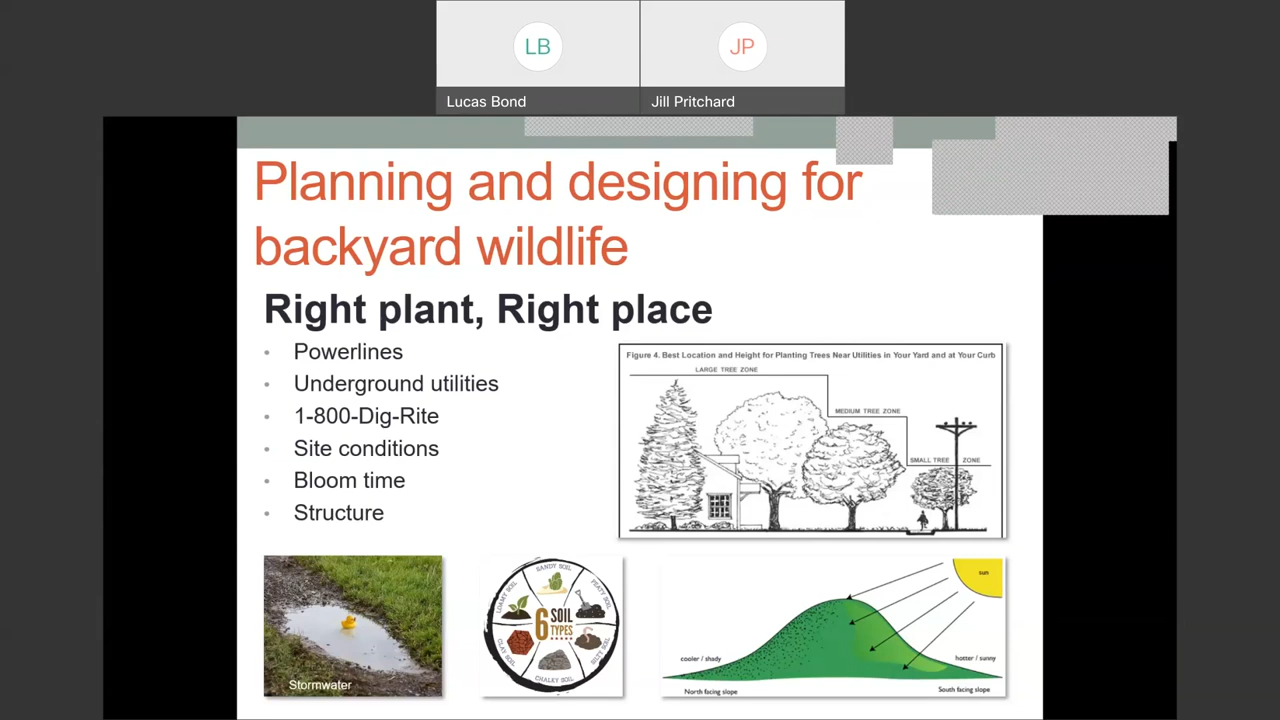 LB
JP
Lucas Bond
Jill Pritchard
Planning and designing for
backyard wildlife
Right plant, Right place
• Powerlines
• Underground utilities
• 1-800-Dig-Rite
• Site conditions
• Bloom time
• Structure
Figure 4. Best Location and Height for Planting Trees Near Utilities in Your Yard and at Your Curb
LARGE TREE ZONE
MEDIUM TREE ZONE
SMALL TREE ZONE
Stormwater
SANDY SOIL
PEATY SOIL
SILTY SOIL
CHALKY SOIL
CLAY SOIL
LOAMY SOIL
6 SOIL
TYPES
sun
cooler / shady
hotter / sunny
North facing slope
South facing slope